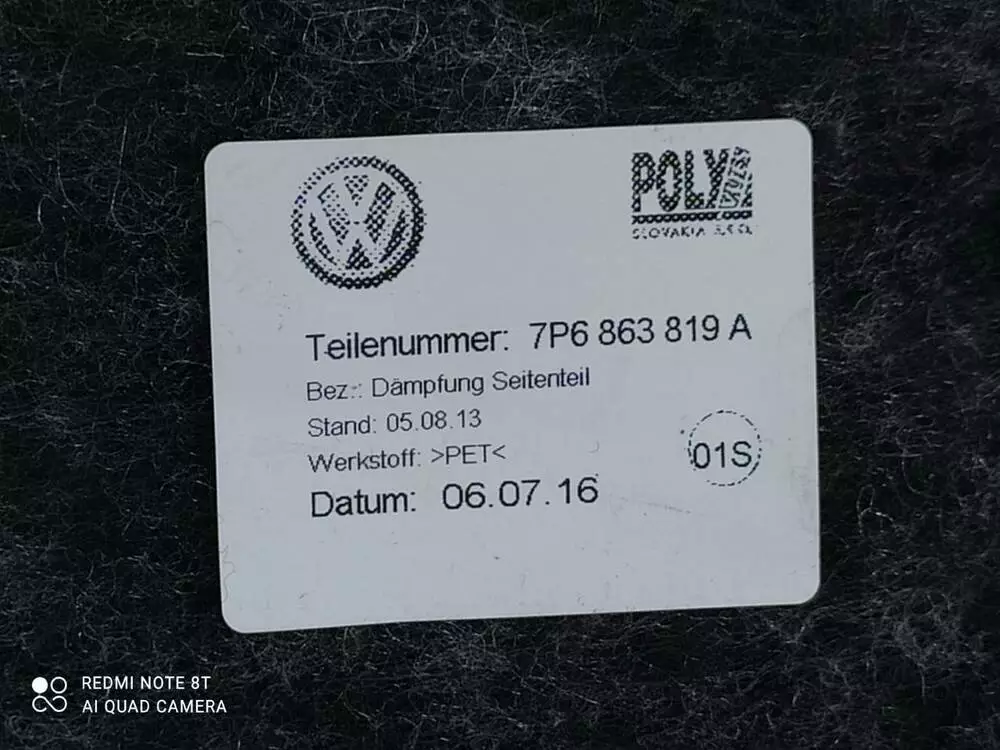 POLY
SLOVAKIA s.r.o.
Teilenummer: 7P6 863 819 A
Bez.: Dämpfung Seitenteil
Stand: 05.08.13
Werkstoff: >PET<
01S
Datum: 06.07.16
REDMI NOTE 8T
AI QUAD CAMERA